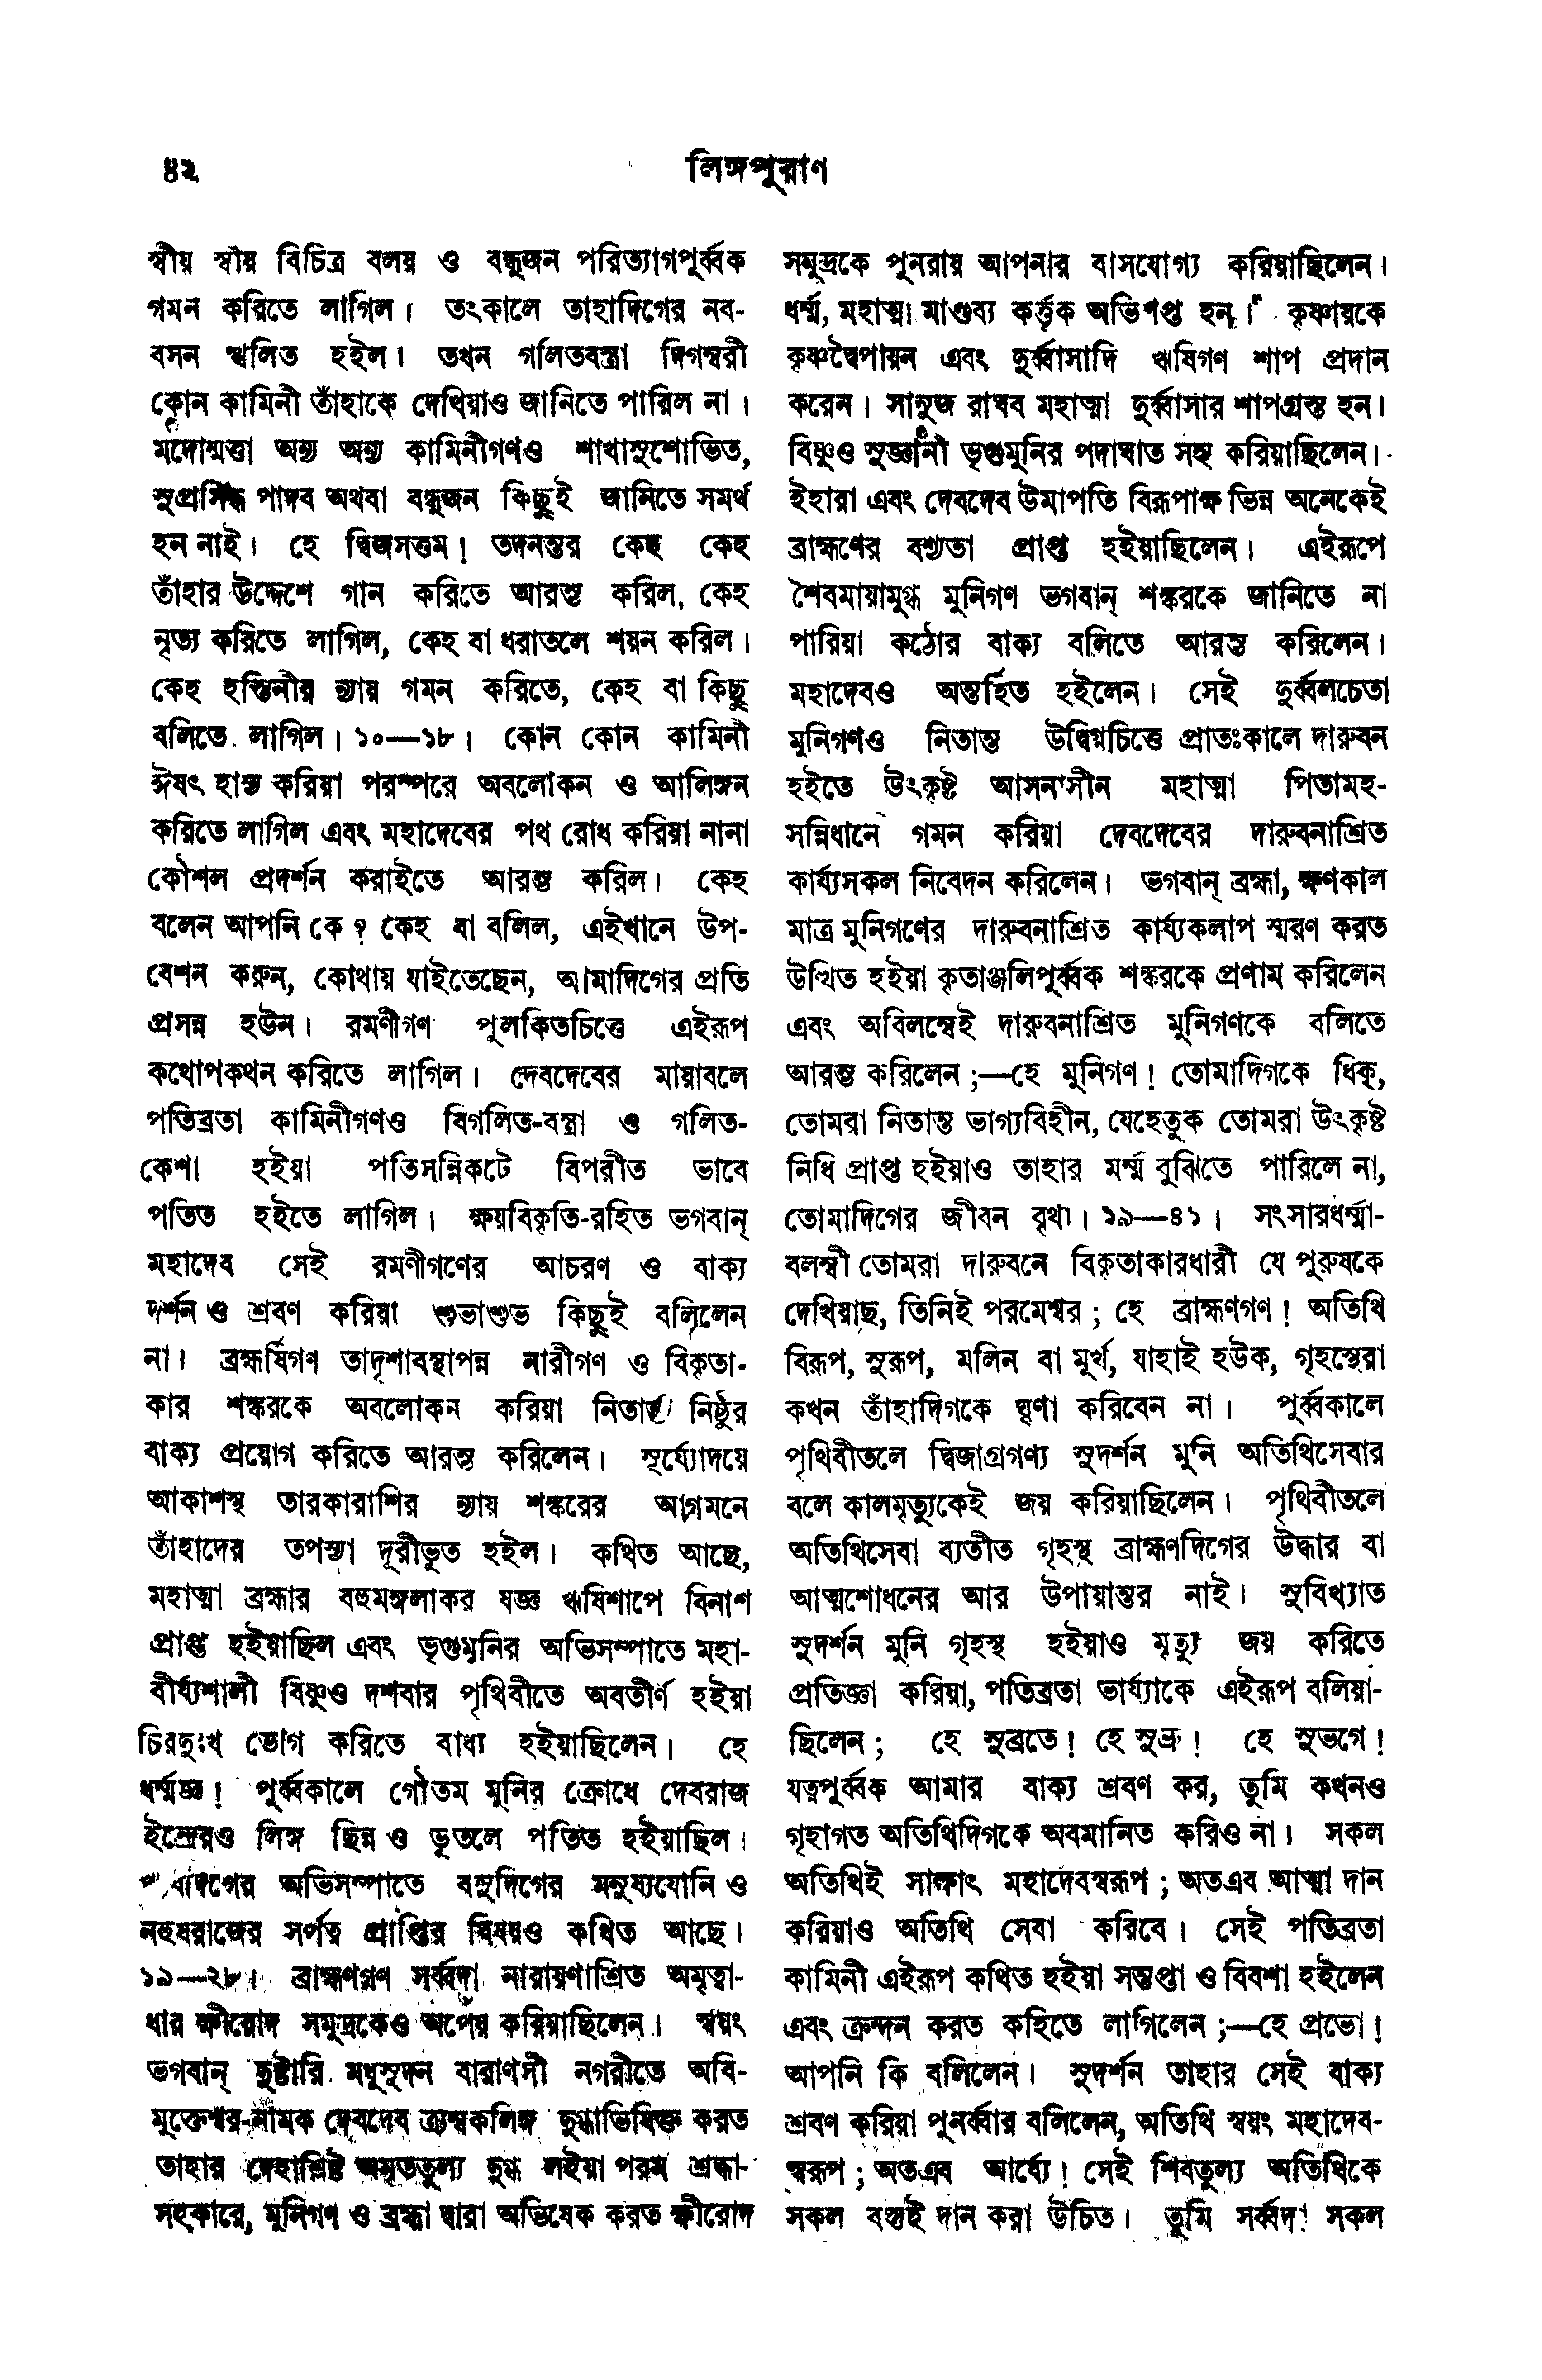 ৪২
লিঙ্গপুরাণ
স্বীয় স্বীয় বিচিত্র বলয় ও বন্ধুজন পরিত্যাগপূর্ব্বক
গমন করিতে লাগিল। তৎকালে তাহাদিগের নব-
বসন স্খলিত হইল। তখন গলিতবস্ত্রা দিগম্বরী
কোন কামিনী তাঁহাকে দেখিয়াও জানিতে পারিল না।
মদোন্মত্তা অন্য অন্য কামিনীগণও শাখাসুশোভিত,
সুপ্রসিদ্ধ পাদব অথবা বন্ধুজন কিছুই জানিতে সমর্থ
হন নাই। হে দ্বিজসত্তম! তদনন্তর কেহ কেহ
তাঁহার উদ্দেশে গান করিতে আরম্ভ করিল, কেহ
নৃত্য করিতে লাগিল, কেহ বা ধরাতলে শয়ন করিল।
কেহ হস্তিনীর ন্যায় গমন করিতে, কেহ বা কিছু
বলিতে লাগিল। ১০—১৮। কোন কোন কামিনী
ঈষৎ হাস্য করিয়া পরস্পরে অবলোকন ও আলিঙ্গন
করিতে লাগিল এবং মহাদেবের পথ রোধ করিয়া নানা
কৌশল প্রদর্শন করাইতে আরম্ভ করিল। কেহ
বলেন আপনি কে? কেহ বা বলিল, এইখানে উপ-
বেশন করুন, কোথায় যাইতেছেন, আমাদিগের প্রতি
প্রসন্ন হউন। রমণীগণ পুলকিতচিত্তে এইরূপ
কথোপকথন করিতে লাগিল। দেবদেবের মায়াবলে
পতিব্রতা কামিনীগণও বিগলিত-বস্ত্রা ও গলিত-
কেশা হইয়া পতিসন্নিকটে বিপরীত ভাবে
পতিত হইতে লাগিল। ক্ষয়বিকৃতি-রহিত ভগবান্
মহাদেব সেই রমণীগণের আচরণ ও বাক্য
দর্শন ও শ্রবণ করিয়া শুভাশুভ কিছুই বলিলেন
না। ব্রহ্মর্ষিগণ তাদৃশাবস্থাপন্ন নারীগণ ও বিকৃতা-
কার শঙ্করকে অবলোকন করিয়া নিতান্ত নিষ্ঠুর
বাক্য প্রয়োগ করিতে আরম্ভ করিলেন। সূর্য্যোদয়ে
আকাশস্থ তারকারাশির ন্যায় শঙ্করের আগমনে
তাঁহাদের তপস্যা দূরীভূত হইল। কথিত আছে,
মহাত্মা ব্রহ্মার বহুমঙ্গলাকর যজ্ঞ ঋষিশাপে বিনাশ
প্রাপ্ত হইয়াছিল এবং ভৃগুমুনির অভিসম্পাতে মহা-
বীর্য্যশালী বিষ্ণুও দশবার পৃথিবীতে অবতীর্ণ হইয়া
চিরদুঃখ ভোগ করিতে বাধ্য হইয়াছিলেন। হে
ধর্ম্মজ্ঞ! পূর্ব্বকালে গৌতম মুনির ক্রোধে দেবরাজ
ইন্দ্রেরও লিঙ্গ ছিন্ন ও ভূতলে পতিত হইয়াছিল।
অভিসম্পাতে বসুদিগের মনুষ্যযোনি ও
নহুষরাজের সর্পত্ব প্রাপ্তির বিষয়ও কথিত আছে।
১৯—২৮। ব্রাহ্মণগণ সর্ব্বদা নারায়ণাশ্রিত অমৃতা-
ধার ক্ষীরোদ সমুদ্রকেও অপেয় করিয়াছিলেন। স্বয়ং
ভগবান্ দুষ্টারি মধুসূদন বারাণসী নগরীতে অবি-
মুক্তেশ্বর-নামক দেবদেব ত্র্যম্বকলিঙ্গ দুগ্ধাভিষিক্ত করত
তাহার দেহাশ্লিষ্ট অমৃততুল্য দুগ্ধ লইয়া পরম শ্রদ্ধা-
সহকারে, মুনিগণ ও ব্রহ্মা দ্বারা অভিষেক করত ক্ষীরোদ
সমুদ্রকে পুনরায় আপনার বাসযোগ্য করিয়াছিলেন।
ধর্ম্ম, মহাত্মা মাণ্ডব্য কর্ত্তৃক অভিশপ্ত হন। কৃষ্ণায়কে
কৃষ্ণদ্বৈপায়ন এবং দুর্ব্বাসাদি ঋষিগণ শাপ প্রদান
করেন। সানুজ রাঘব মহাত্মা দুর্ব্বাসার শাপগ্রস্ত হন।
বিষ্ণুও সুজ্ঞানী ভৃগুমুনির পদাঘাত সহ্য করিয়াছিলেন।
ইহারা এবং দেবদেব উমাপতি বিরূপাক্ষ ভিন্ন অনেকেই
ব্রাহ্মণের বশ্যতা প্রাপ্ত হইয়াছিলেন। এইরূপে
শৈবমায়ামুগ্ধ মুনিগণ ভগবান্ শঙ্করকে জানিতে না
পারিয়া কঠোর বাক্য বলিতে আরম্ভ করিলেন।
মহাদেবও অন্তর্হিত হইলেন। সেই দুর্ব্বলচেতা
মুনিগণও নিতান্ত উদ্বিগ্নচিত্তে প্রাতঃকালে দারুবন
হইতে উৎকৃষ্ট আসনাসীন মহাত্মা পিতামহ-
সন্নিধানে গমন করিয়া দেবদেবের দারুবনাশ্রিত
কার্য্যসকল নিবেদন করিলেন। ভগবান্ ব্রহ্মা, ক্ষণকাল
মাত্র মুনিগণের দারুবনাশ্রিত কার্য্যকলাপ স্মরণ করত
উত্থিত হইয়া কৃতাঞ্জলিপূর্ব্বক শঙ্করকে প্রণাম করিলেন
এবং অবিলম্বেই দারুবনাশ্রিত মুনিগণকে বলিতে
আরম্ভ করিলেন;—হে মুনিগণ! তোমাদিগকে ধিক্,
তোমরা নিতান্ত ভাগ্যবিহীন, যেহেতুক তোমরা উৎকৃষ্ট
নিধি প্রাপ্ত হইয়াও তাহার মর্ম্ম বুঝিতে পারিলে না,
তোমাদিগের জীবন বৃথা। ১৯—৪১। সংসারধর্ম্মা-
বলম্বী তোমরা দারুবনে বিকৃতাকারধারী যে পুরুষকে
দেখিয়াছ, তিনিই পরমেশ্বর; হে ব্রাহ্মণগণ! অতিথি
বিরূপ, সুরূপ, মলিন বা মূর্খ, যাহাই হউক, গৃহস্থেরা
কখন তাঁহাদিগকে ঘৃণা করিবেন না। পূর্ব্বকালে
পৃথিবীতলে দ্বিজাগ্রগণ্য সুদর্শন মুনি অতিথিসেবার
বলে কালমৃত্যুকেই জয় করিয়াছিলেন। পৃথিবীতলে
অতিথিসেবা ব্যতীত গৃহস্থ ব্রাহ্মণদিগের উদ্ধার বা
আত্মশোধনের আর উপায়ান্তর নাই। সুবিখ্যাত
সুদর্শন মুনি গৃহস্থ হইয়াও মৃত্যু জয় করিতে
প্রতিজ্ঞা করিয়া, পতিব্রতা ভার্য্যাকে এইরূপ বলিয়া-
ছিলেন; হে সুব্রতে! হে সুভ্রু! হে সুভগে!
যত্নপূর্ব্বক আমার বাক্য শ্রবণ কর, তুমি কখনও
গৃহাগত অতিথিদিগকে অবমানিত করিও না। সকল
অতিথিই সাক্ষাৎ মহাদেবস্বরূপ; অতএব আত্মা দান
করিয়াও অতিথি সেবা করিবে। সেই পতিব্রতা
কামিনী এইরূপ কথিত হইয়া সন্তপ্তা ও বিবশা হইলেন
এবং ক্রন্দন করত কহিতে লাগিলেন;—হে প্রভো!
আপনি কি বলিলেন। সুদর্শন তাহার সেই বাক্য
শ্রবণ করিয়া পুনর্ব্বার বলিলেন, অতিথি স্বয়ং মহাদেব-
স্বরূপ; অতএব আর্য্যে! সেই শিবতুল্য অতিথিকে
সকল বস্তুই দান করা উচিত। তুমি সর্ব্বদা সকল